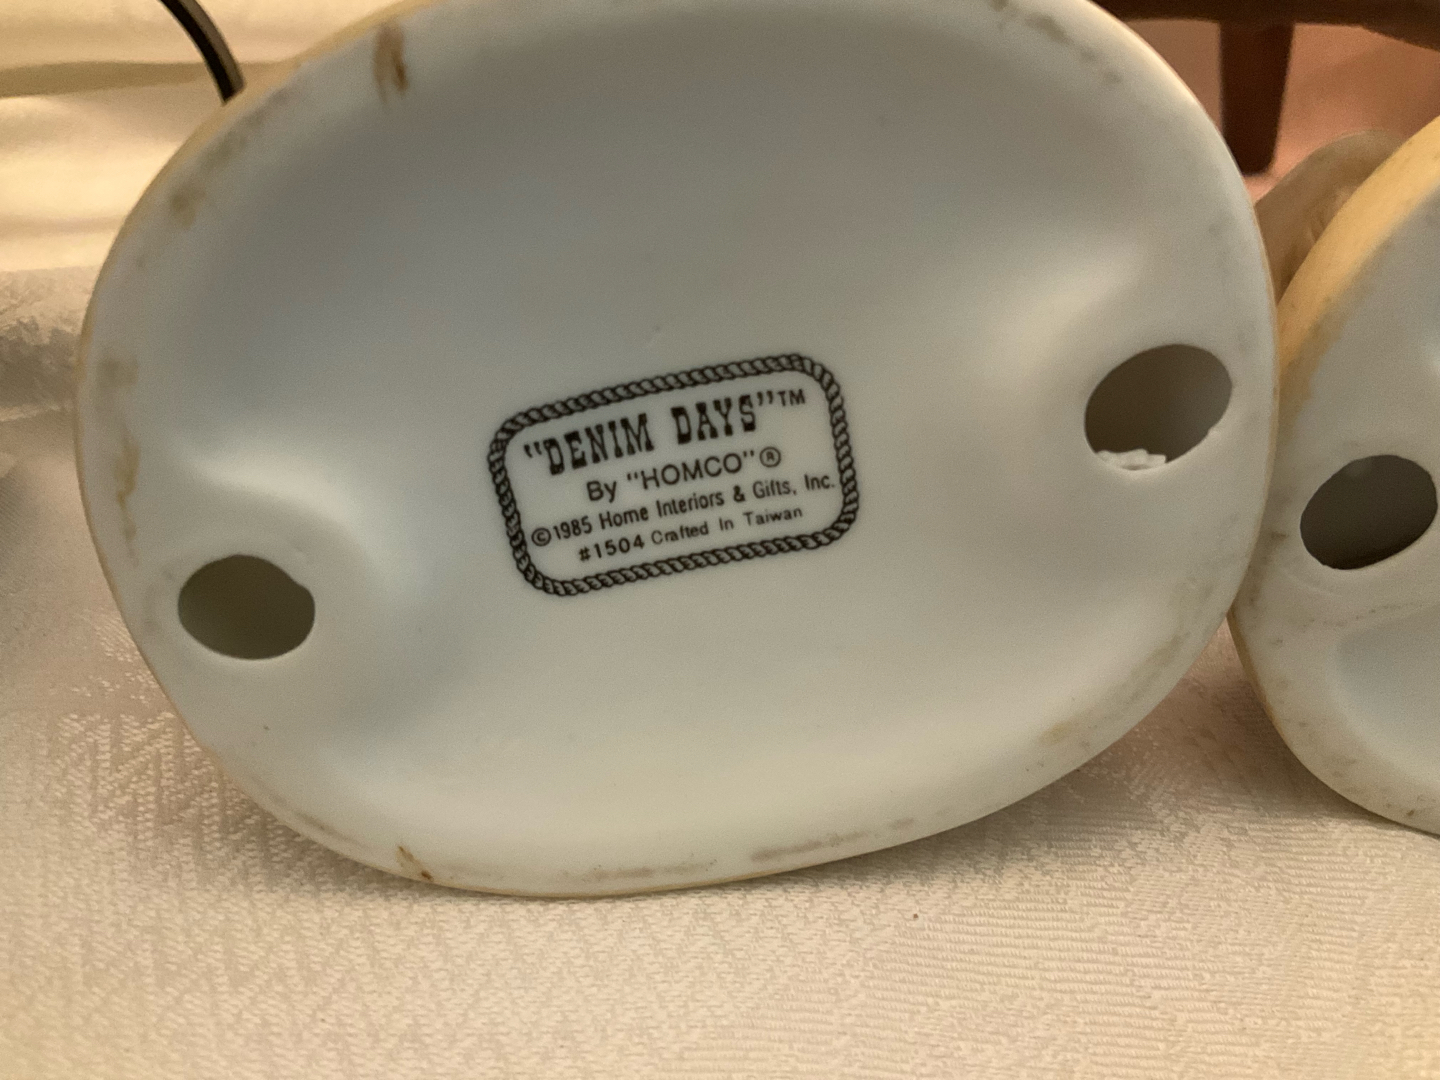 "DENIM DAYS"™
By "HOMCO"®
©1985 Home Interiors & Gifts, Inc.
#1504 Crafted In Taiwan